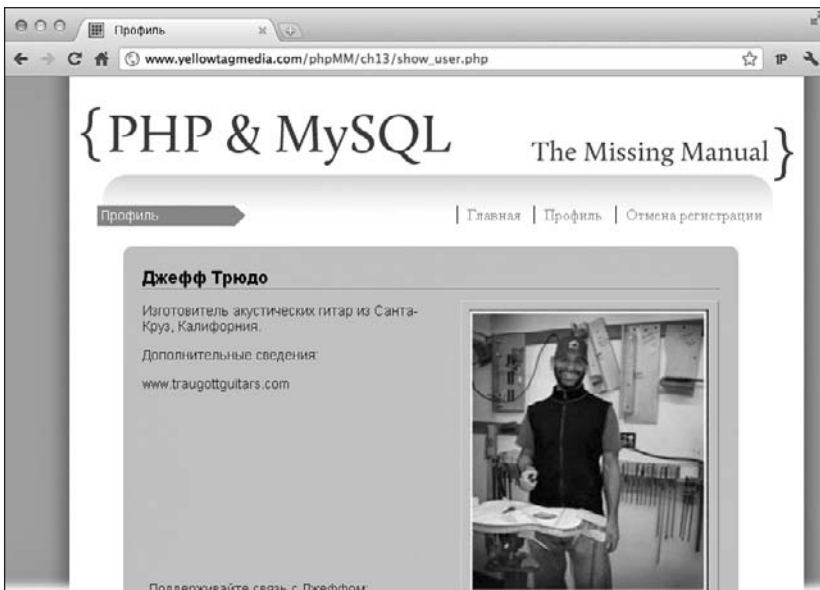 Профиль
www.yellowtagmedia.com/phpMM/ch13/show_user.php
1P
{PHP & MySQL
The Missing Manual}
Профиль
| Главная | Профиль | Отмена регистрации
Джефф Трюдо
Изготовитель акустических гитар из Санта-
Круз, Калифорния.
Дополнительные сведения:
www.traugottguitars.com
Поддерживайте связь с Джеффом: